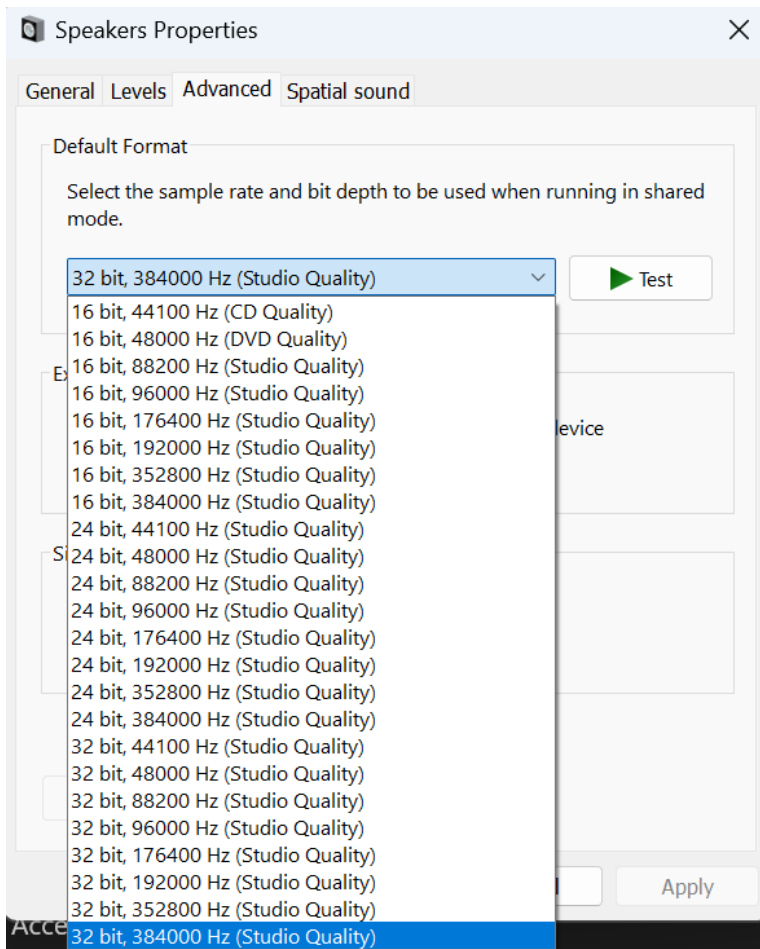 Speakers Properties
General Levels Advanced Spatial sound
Default Format
Select the sample rate and bit depth to be used when running in shared
mode.
32 bit, 384000 Hz (Studio Quality)
Test
16 bit, 44100 Hz (CD Quality)
16 bit, 48000 Hz (DVD Quality)
16 bit, 88200 Hz (Studio Quality)
16 bit, 96000 Hz (Studio Quality)
16 bit, 176400 Hz (Studio Quality)
16 bit, 192000 Hz (Studio Quality)
16 bit, 352800 Hz (Studio Quality)
16 bit, 384000 Hz (Studio Quality)
24 bit, 44100 Hz (Studio Quality)
24 bit, 48000 Hz (Studio Quality)
24 bit, 88200 Hz (Studio Quality)
24 bit, 96000 Hz (Studio Quality)
24 bit, 176400 Hz (Studio Quality)
24 bit, 192000 Hz (Studio Quality)
24 bit, 352800 Hz (Studio Quality)
24 bit, 384000 Hz (Studio Quality)
32 bit, 44100 Hz (Studio Quality)
32 bit, 48000 Hz (Studio Quality)
32 bit, 88200 Hz (Studio Quality)
32 bit, 96000 Hz (Studio Quality)
32 bit, 176400 Hz (Studio Quality)
32 bit, 192000 Hz (Studio Quality)
32 bit, 352800 Hz (Studio Quality)
32 bit, 384000 Hz (Studio Quality)
Apply